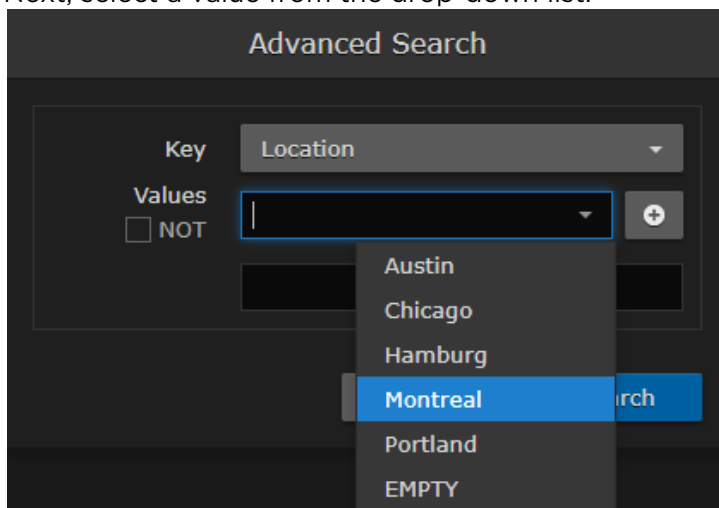 Next, select a value from the drop-down list.
Advanced Search
Key
Location
Values
NOT
Austin
Chicago
Hamburg
Montreal
Portland
EMPTY